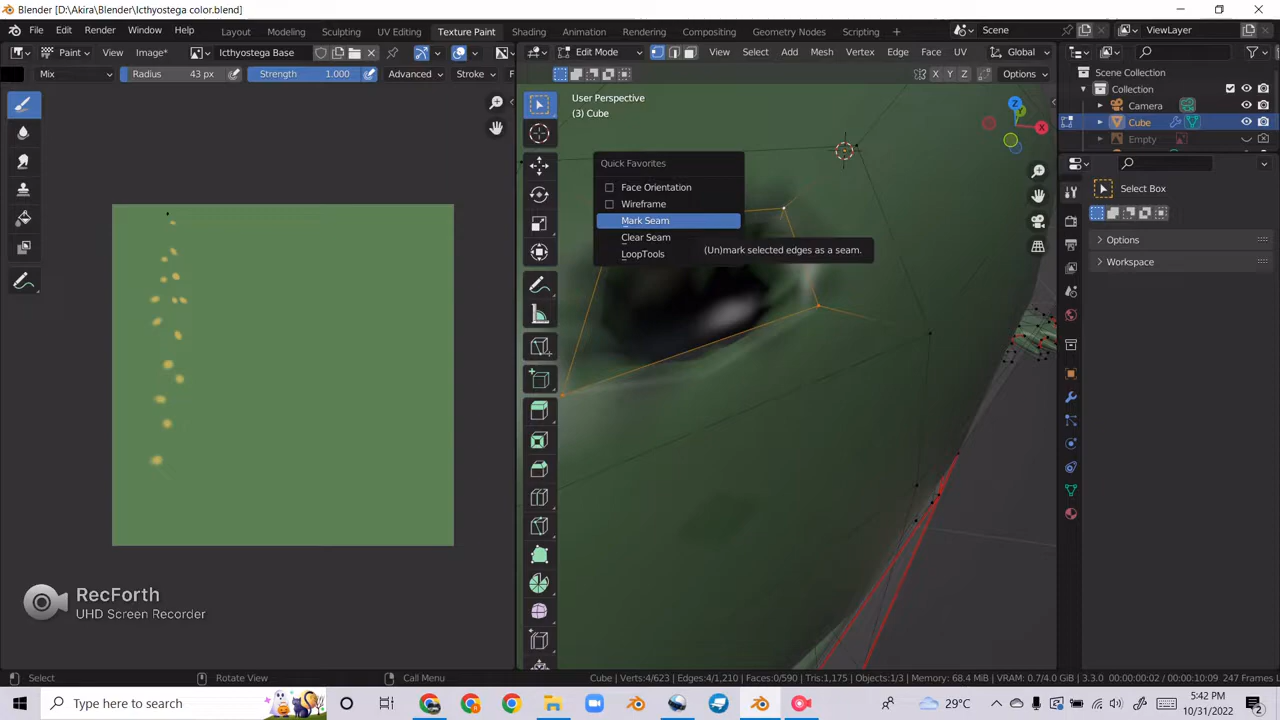 Blender [D:\Akira\Blender\Icthyostega color.blend]
File Edit Render Window Help Layout Modeling Sculpting UV Editing Texture Paint Shading Animation Rendering Compositing Geometry Nodes Scripting Scene ViewLayer
Paint View Image* Icthyostega Base Edit Mode View Select Add Mesh Vertex Edge Face UV Global
Mix Radius 43 px Strength 1.000 Advanced Stroke F X Y Z Options
Scene Collection
Collection
Camera
Cube
Empty
User Perspective
(3) Cube
Z
X
Quick Favorites
Face Orientation
Wireframe
Mark Seam
Clear Seam
LoopTools
(Un)mark selected edges as a seam.
Select Box
Options
Workspace
RecForth
UHD Screen Recorder
Select Rotate View Call Menu Cube | Verts:4/623 | Edges:4/1,210 | Faces:0/590 | Tris:1,175 | Objects:1/3 | Memory: 68.4 MiB | VRAM: 0.7/4.0 GiB | 3.3.0 00:00:00:02 | 00:00:10:09 247 Frames
Type here to search
29°C
5:42 PM
10/31/2022
2